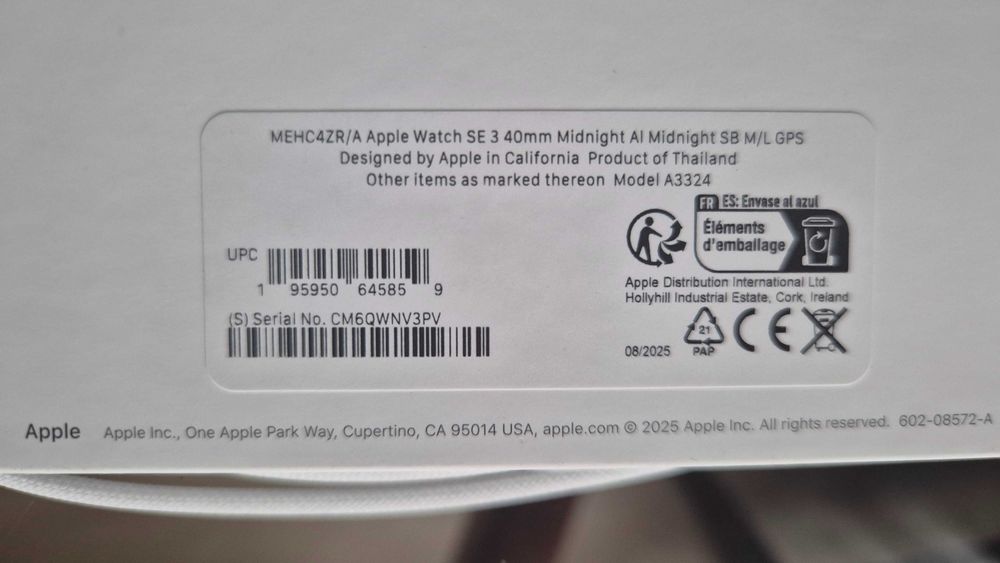 MEHC4ZR/A Apple Watch SE 3 40mm Midnight Al Midnight SB M/L GPS
Designed by Apple in California Product of Thailand
Other items as marked thereon Model A3324
FR ES: Envase al azul
Éléments
d'emballage
UPC
1 95950 64585 9
(S) Serial No. CM6QWNV3PV
Apple Distribution International Ltd.
Hollyhill Industrial Estate, Cork, Ireland
08/2025
21
PAP
CE
Apple Apple Inc., One Apple Park Way, Cupertino, CA 95014 USA, apple.com © 2025 Apple Inc. All rights reserved. 602-08572-A